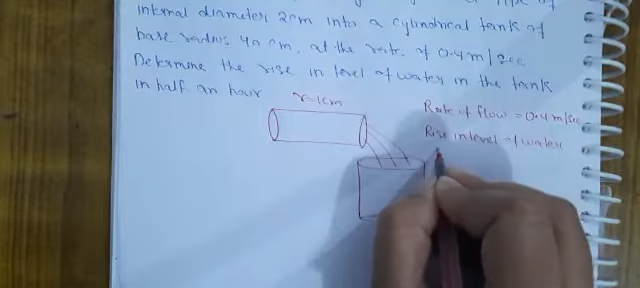 internal diameter 2cm into a cylindrical tank of
base radius 40 cm, at the rate of 0.4m/sec
Determine the rise in level of water in the tank
in half an hour
r=1cm
Rate of flow = 0.4m/sec
Rise in level of water